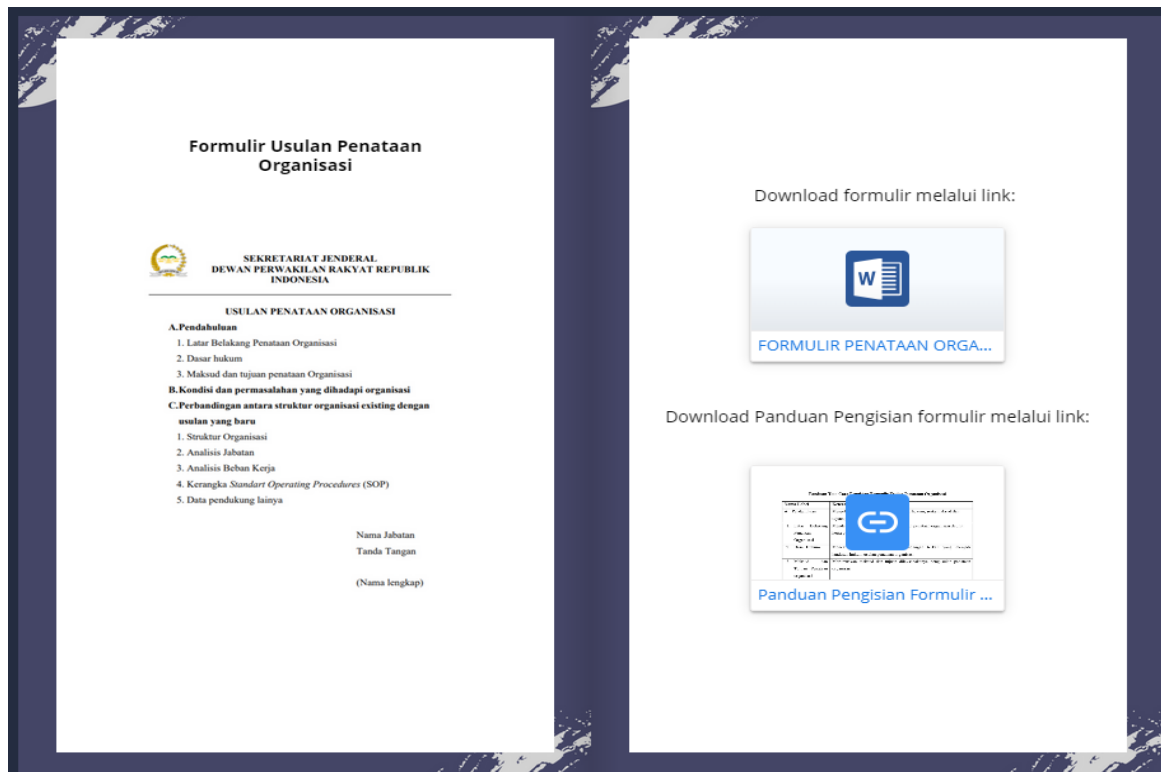 Formulir Usulan Penataan
Organisasi
SEKRETARIAT JENDERAL
DEWAN PERWAKILAN RAKYAT REPUBLIK
INDONESIA
USULAN PENATAAN ORGANISASI
A.Pendahuluan
1. Latar Belakang Penataan Organisasi
2. Dasar hukum
3. Maksud dan tujuan penataan Organisasi
B.Kondisi dan permasalahan yang dihadapi organisasi
C.Perbandingan antara struktur organisasi existing dengan
usulan yang baru
1. Struktur Organisasi
2. Analisis Jabatan
3. Analisis Beban Kerja
4. Kerangka Standart Operating Procedures (SOP)
5. Data pendukung lainya
Nama Jabatan
Tanda Tangan
(Nama lengkap)
Download formulir melalui link:
W
FORMULIR PENATAAN ORGA...
Download Panduan Pengisian formulir melalui link:
Panduan Pengisian Formulir ...